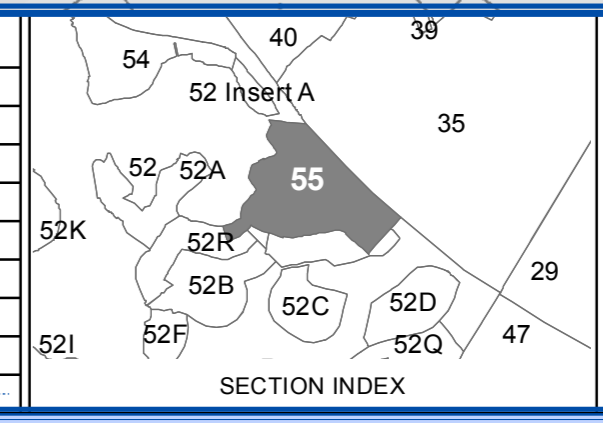 40
39
54
52 Insert A
35
52
52A
55
52K
52R
29
52B
52C
52D
52F
47
52I
52Q
SECTION INDEX